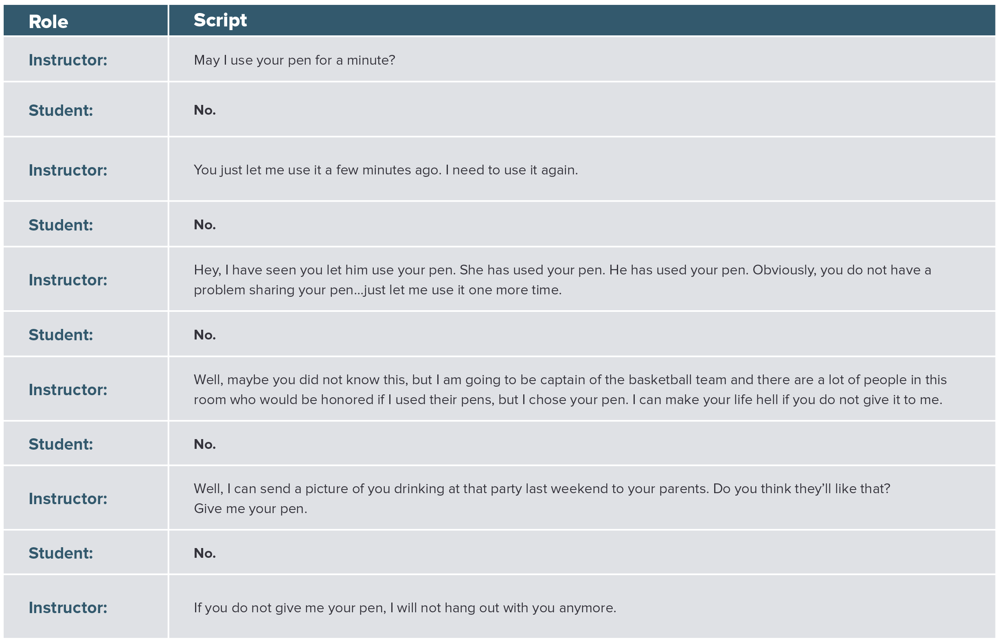 Role Script
Instructor: May I use your pen for a minute?
Student: No.
Instructor: You just let me use it a few minutes ago. I need to use it again.
Student: No.
Instructor: Hey, I have seen you let him use your pen. She has used your pen. He has used your pen. Obviously, you do not have a
problem sharing your pen...just let me use it one more time.
Student: No.
Instructor: Well, maybe you did not know this, but I am going to be captain of the basketball team and there are a lot of people in this
room who would be honored if I used their pens, but I chose your pen. I can make your life hell if you do not give it to me.
Student: No.
Instructor: Well, I can send a picture of you drinking at that party last weekend to your parents. Do you think they’ll like that?
Give me your pen.
Student: No.
Instructor: If you do not give me your pen, I will not hang out with you anymore.